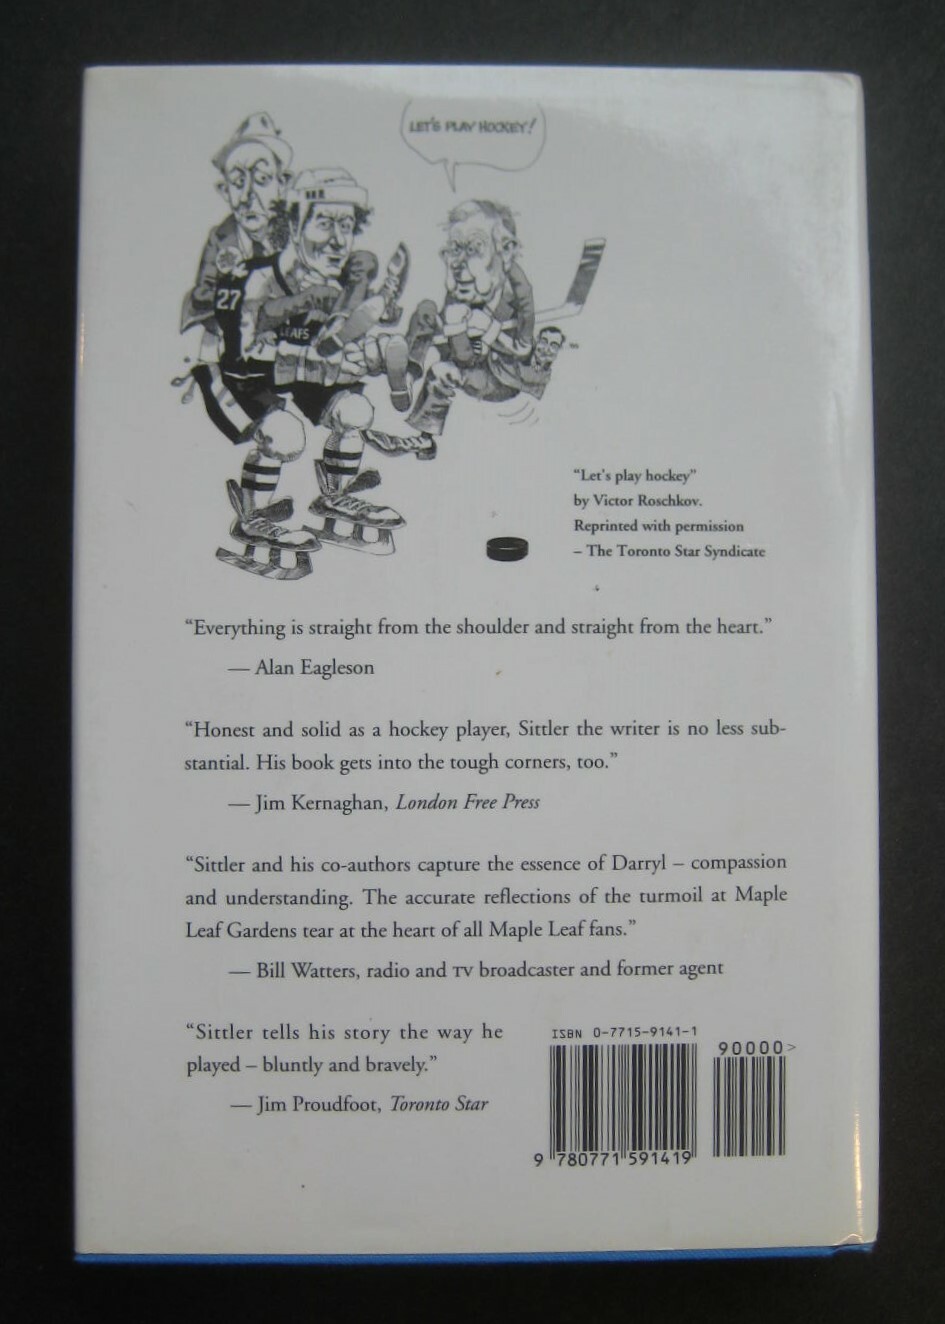 LET'S PLAY HOCKEY!
27
LEAFS
"Let's play hockey"
by Victor Roschkov.
Reprinted with permission
– The Toronto Star Syndicate
"Everything is straight from the shoulder and straight from the heart."
— Alan Eagleson
"Honest and solid as a hockey player, Sittler the writer is no less sub-
stantial. His book gets into the tough corners, too."
— Jim Kernaghan, London Free Press
"Sittler and his co-authors capture the essence of Darryl – compassion
and understanding. The accurate reflections of the turmoil at Maple
Leaf Gardens tear at the heart of all Maple Leaf fans."
— Bill Watters, radio and TV broadcaster and former agent
"Sittler tells his story the way he
played – bluntly and bravely."
— Jim Proudfoot, Toronto Star
ISBN 0-7715-9141-1
90000>
9 780771 591419